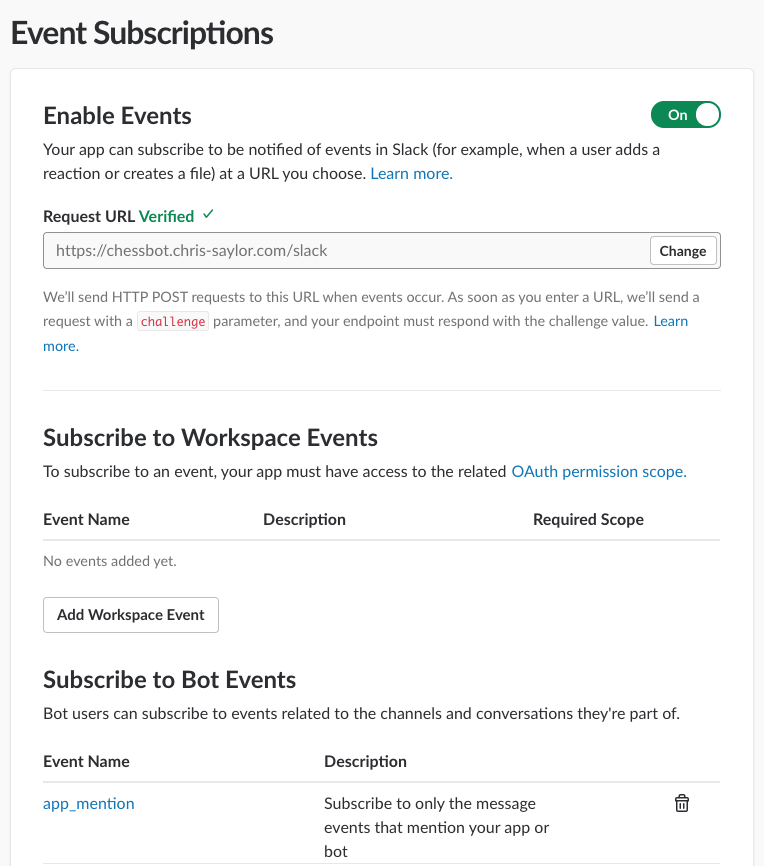 Event Subscriptions
Enable Events
On
Your app can subscribe to be notified of events in Slack (for example, when a user adds a
reaction or creates a file) at a URL you choose. Learn more.
Request URL Verified ✓
https://chessbot.chris-saylor.com/slack
Change
We'll send HTTP POST requests to this URL when events occur. As soon as you enter a URL, we'll send a
request with a challenge parameter, and your endpoint must respond with the challenge value. Learn
more.
Subscribe to Workspace Events
To subscribe to an event, your app must have access to the related OAuth permission scope.
Event Name Description Required Scope
No events added yet.
Add Workspace Event
Subscribe to Bot Events
Bot users can subscribe to events related to the channels and conversations they're part of.
Event Name Description
app_mention Subscribe to only the message
events that mention your app or
bot